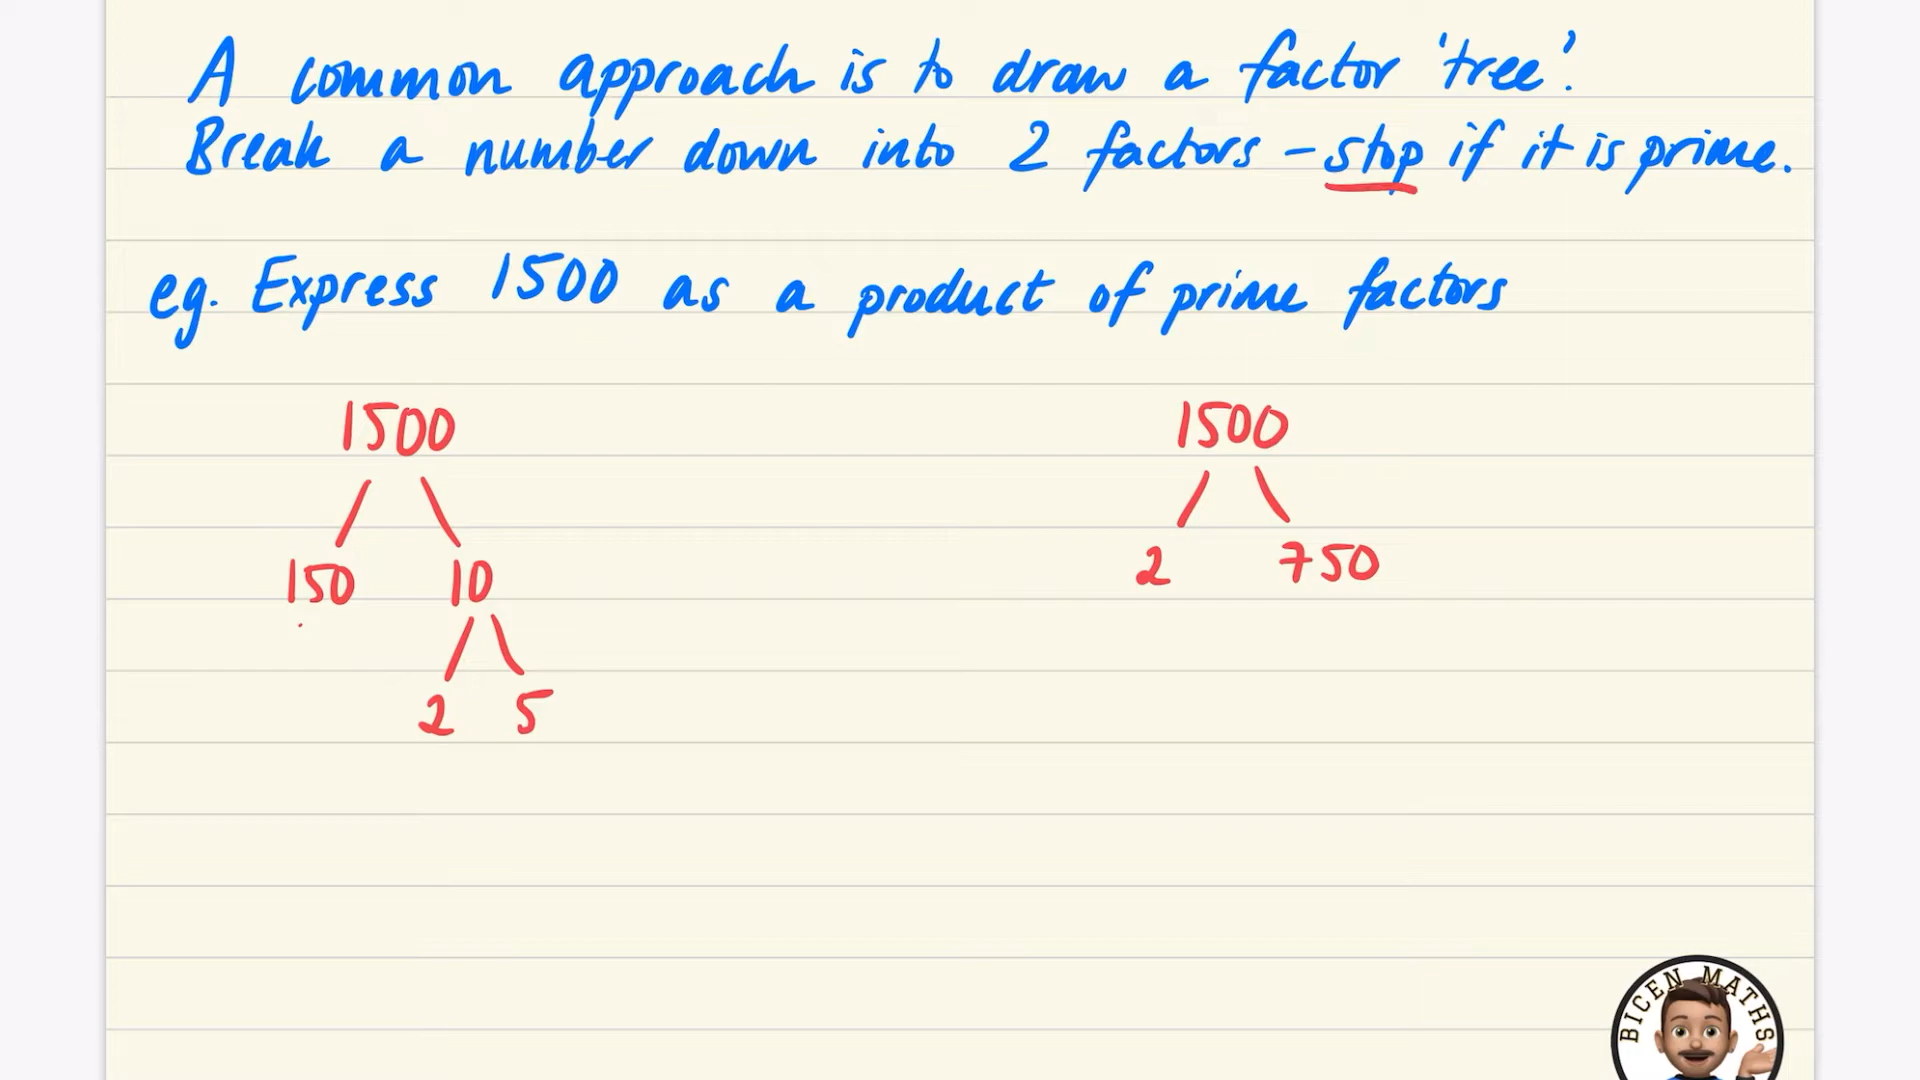 A common approach is to draw a factor 'tree'.
Break a number down into 2 factors - stop if it is prime.
eg. Express 1500 as a product of prime factors
1500 1500
2 750
150 10
2 5
BICEN MATHS